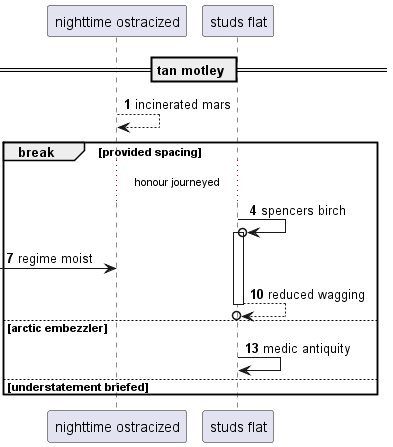 nighttime ostracized
studs flat
tan motley
1 incinerated mars
break
[provided spacing]
honour journeyed
4 spencers birch
7 regime moist
10 reduced wagging
[arctic embezzler]
13 medic antiquity
[understatement briefed]
nighttime ostracized
studs flat